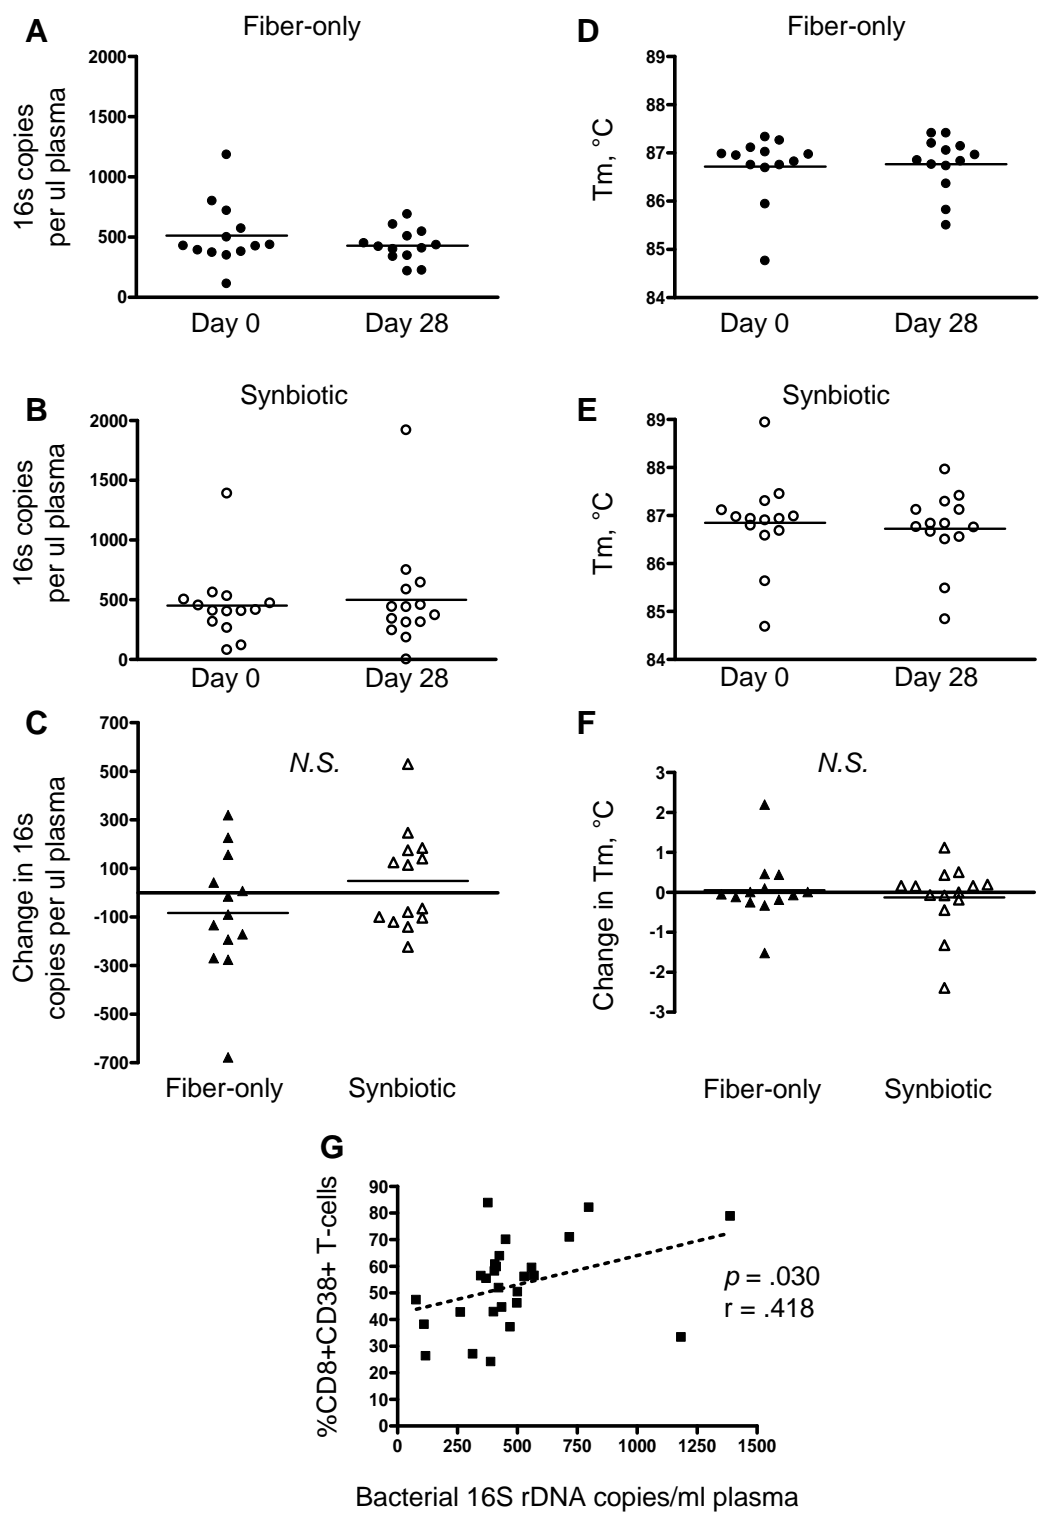 A
Fiber-only
2000
1500
1000
500
0
16s copies
per ul plasma
Day 0
Day 28
D
Fiber-only
89
88
87
86
85
84
Tm, °C
Day 0
Day 28
B
Synbiotic
2000
1500
1000
500
0
16s copies
per ul plasma
Day 0
Day 28
E
Synbiotic
89
88
87
86
85
84
Tm, °C
Day 0
Day 28
C
700
500
300
100
-100
-300
-500
-700
Change in 16s
copies per ul plasma
N.S.
Fiber-only
Synbiotic
F
3
2
1
0
-1
-2
-3
Change in Tm, °C
N.S.
Fiber-only
Synbiotic
G
90
80
70
60
50
40
30
20
10
0
%CD8+CD38+ T-cells
p = .030
r = .418
0 250 500 750 1000 1250 1500
Bacterial 16S rDNA copies/ml plasma